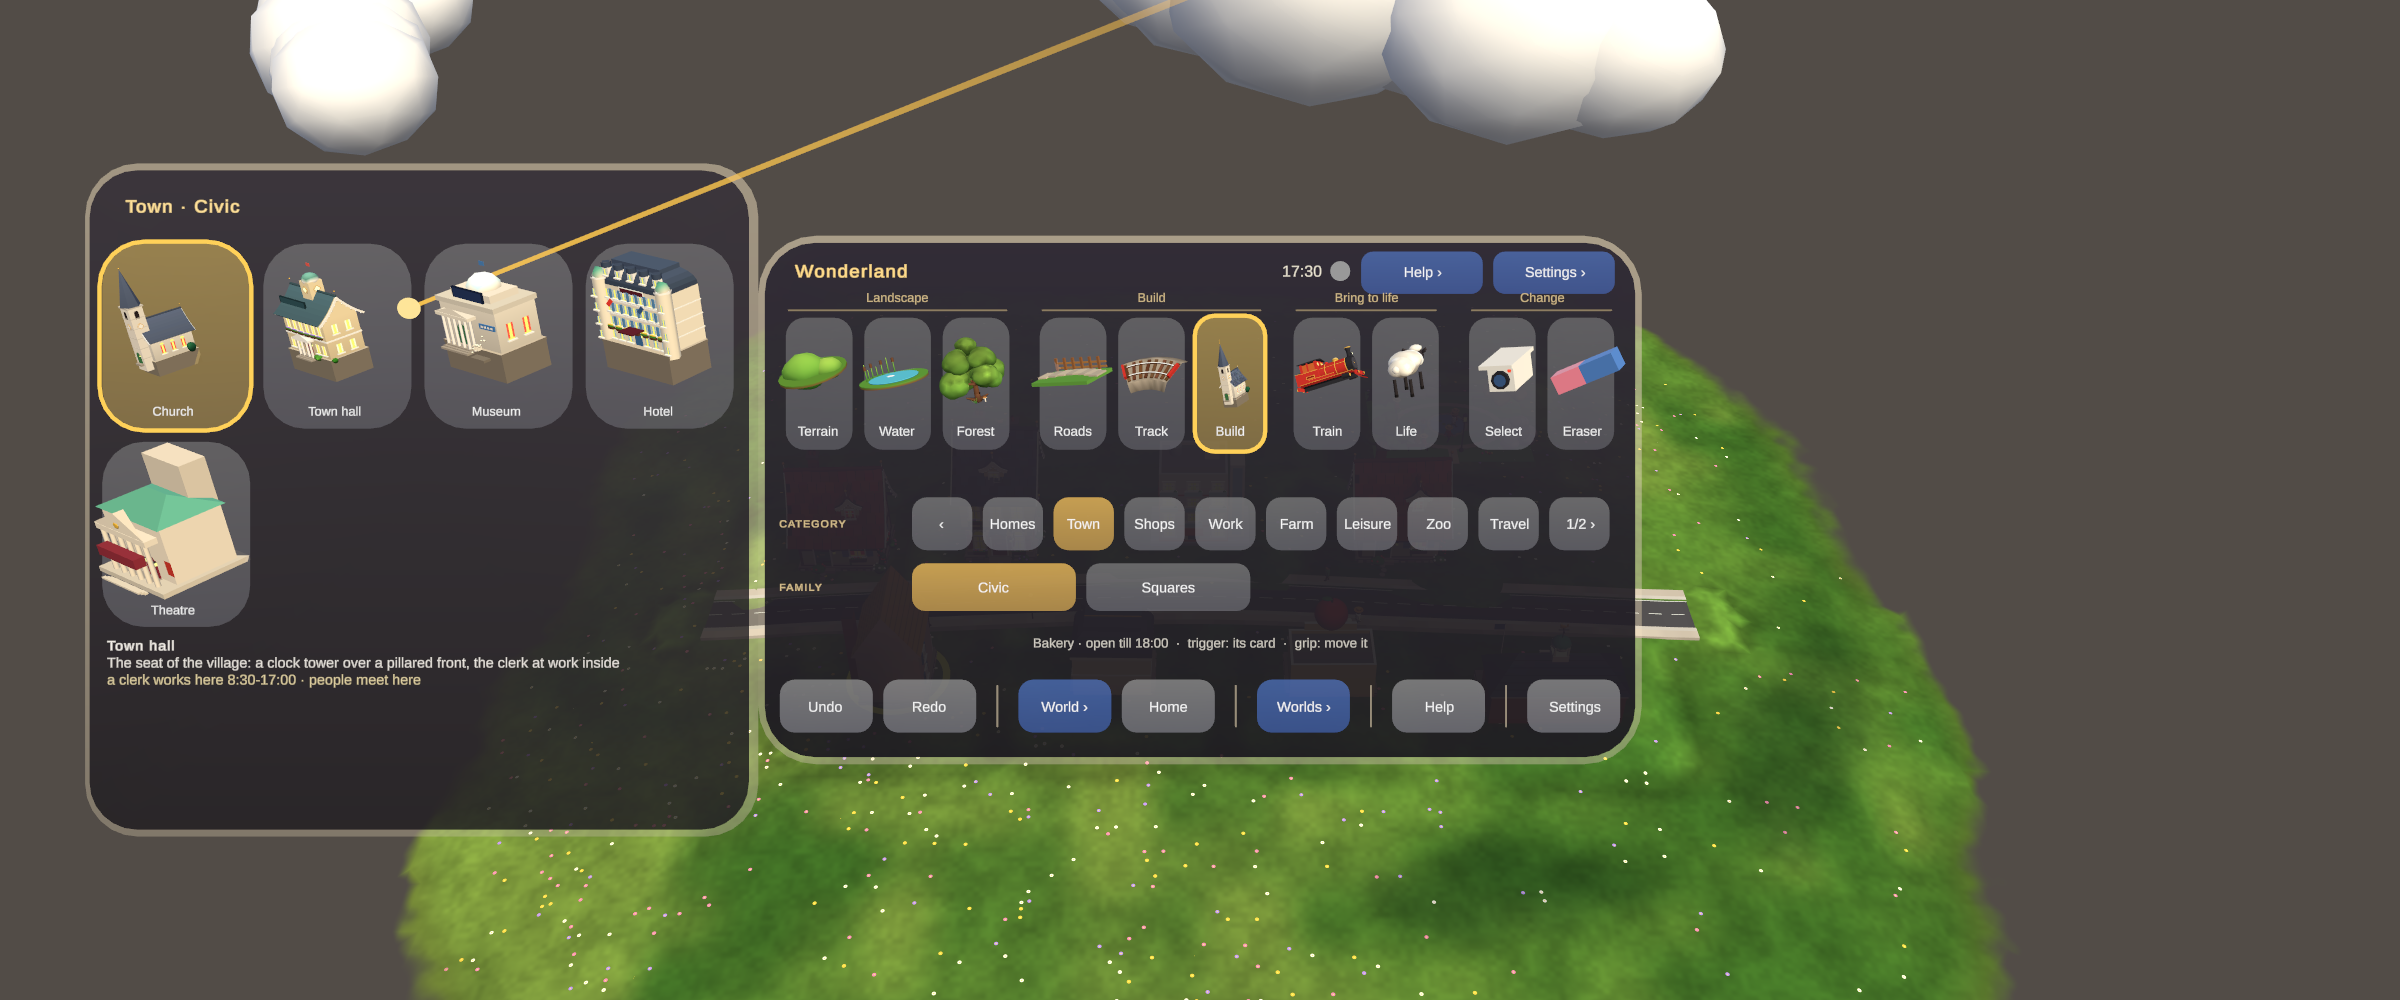 Town · Civic
Church
Town hall
Museum
Hotel
Theatre
Town hall
The seat of the village: a clock tower over a pillared front, the clerk at work inside
a clerk works here 8:30-17:00 · people meet here
Wonderland
17:30
Help ›
Settings ›
Landscape
Build
Bring to life
Change
Terrain
Water
Forest
Roads
Track
Build
Train
Life
Select
Eraser
CATEGORY
‹
Homes
Town
Shops
Work
Farm
Leisure
Zoo
Travel
1/2 ›
FAMILY
Civic
Squares
Bakery · open till 18:00 · trigger: its card · grip: move it
Undo
Redo
World ›
Home
Worlds ›
Help
Settings